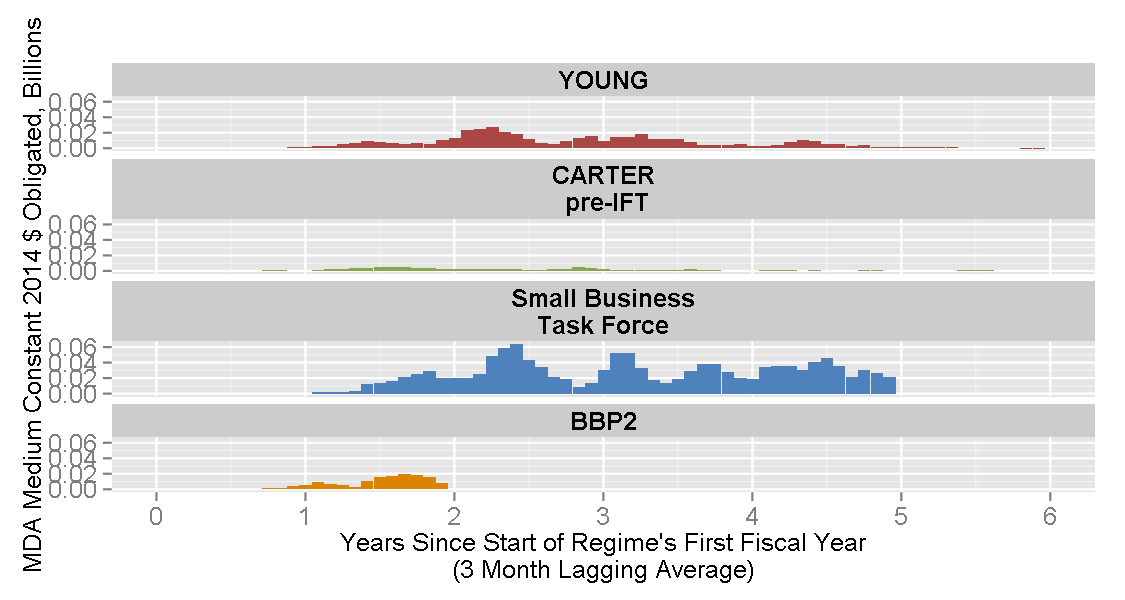 MDA Medium Constant 2014 $ Obligated, Billions
YOUNG
0.06
0.04
0.02
0.00
CARTER
pre-IFT
0.06
0.04
0.02
0.00
Small Business
Task Force
0.06
0.04
0.02
0.00
BBP2
0.06
0.04
0.02
0.00
0 1 2 3 4 5 6
Years Since Start of Regime's First Fiscal Year
(3 Month Lagging Average)